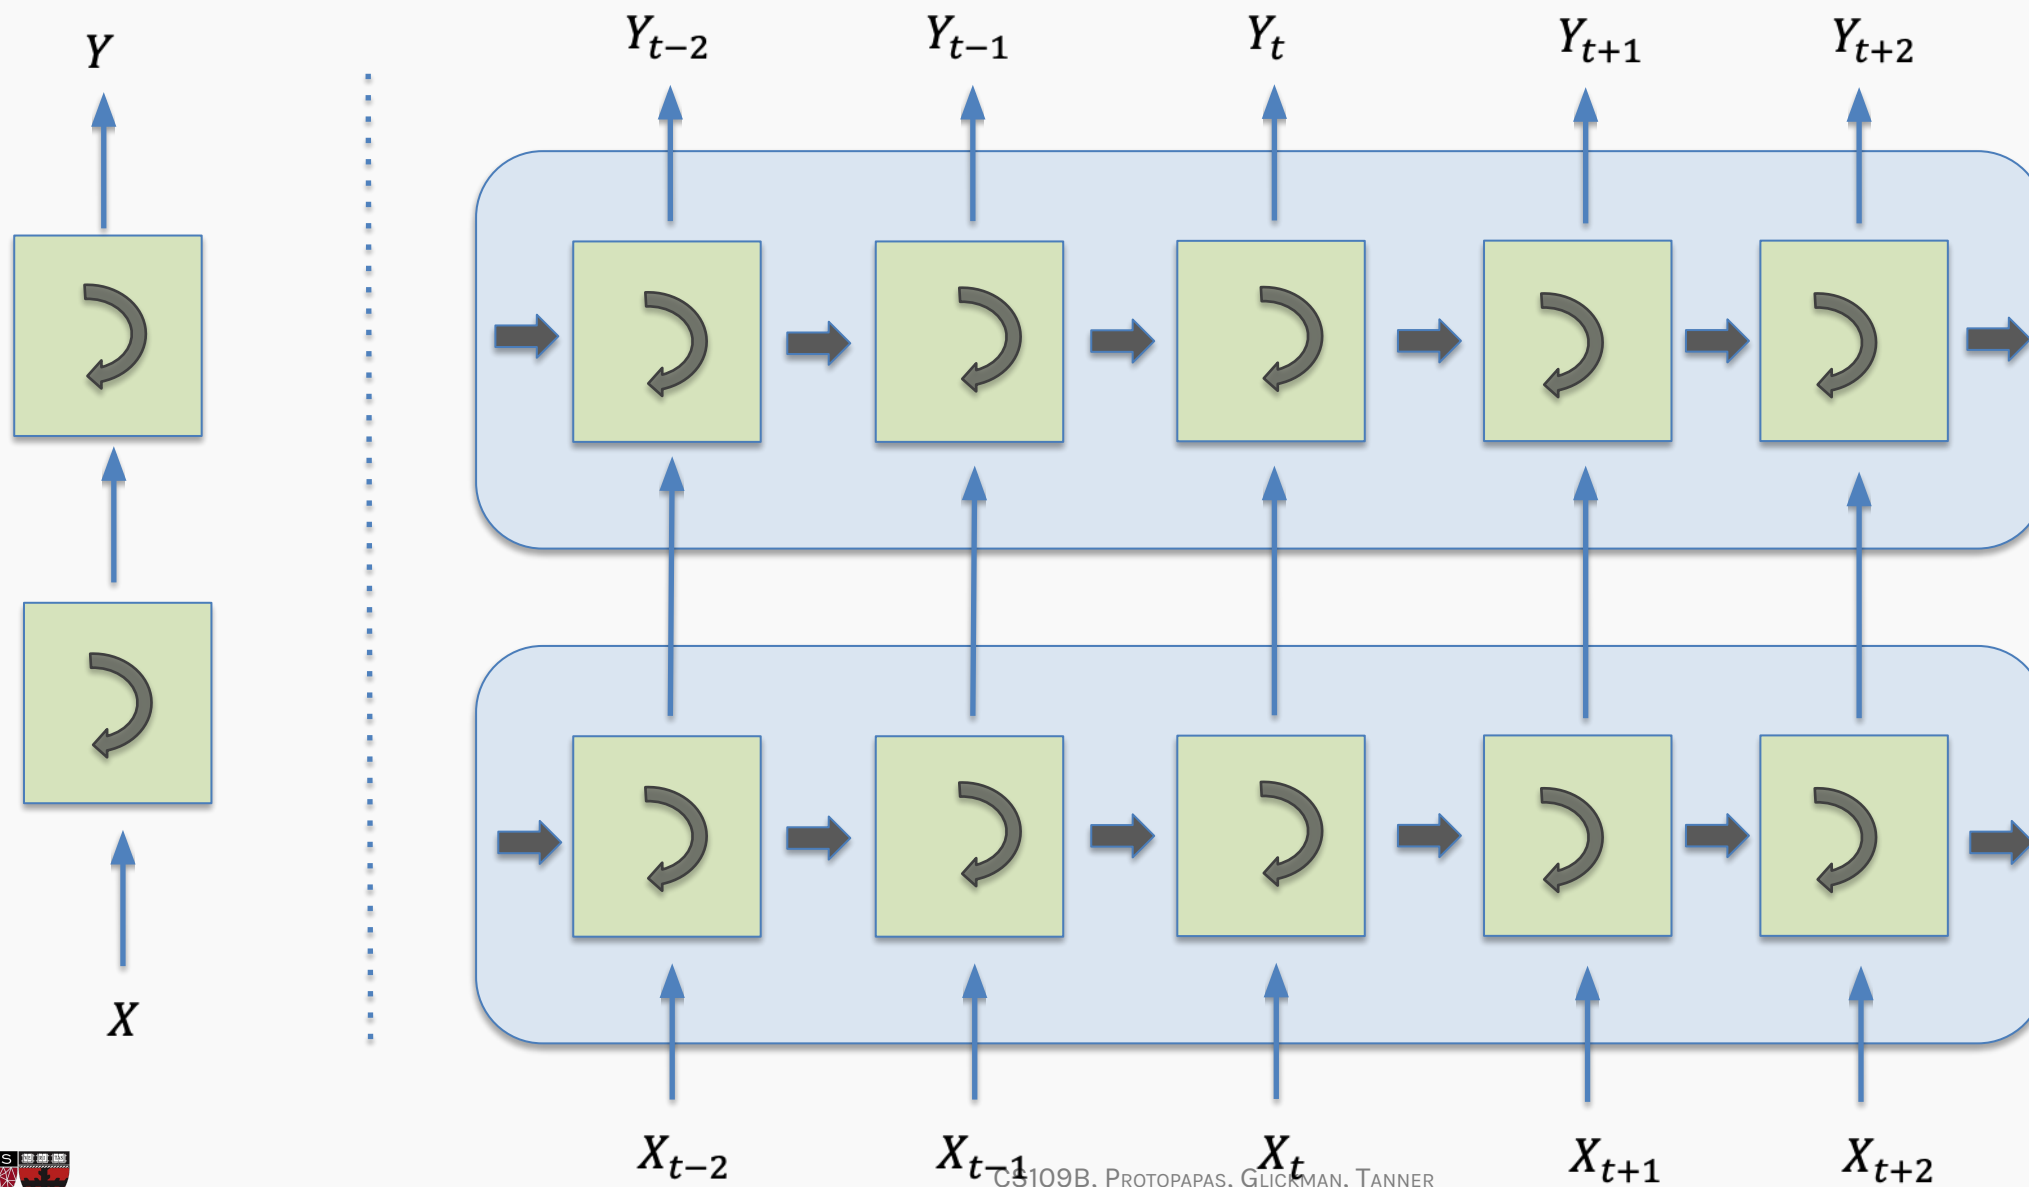 Y
Y_{t-2} Y_{t-1} Y_t Y_{t+1} Y_{t+2}
X
X_{t-2} X_{t-1} X_t X_{t+1} X_{t+2}
S
CS109B, PROTOPAPAS, GLICKMAN, TANNER